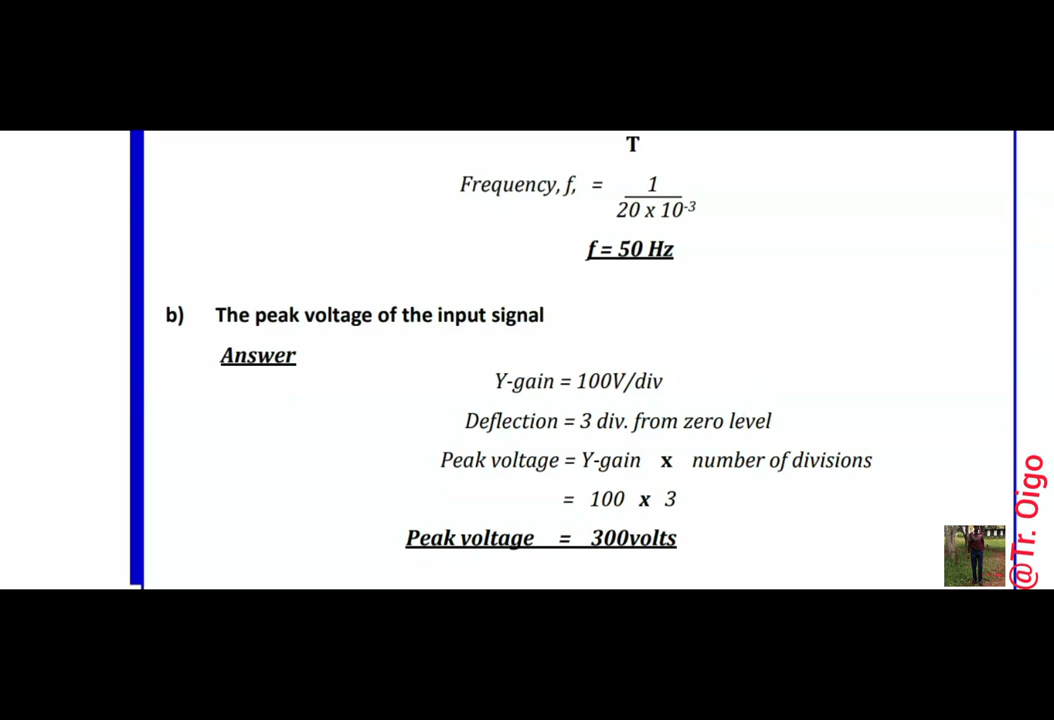 T
Frequency, f, = 1
20 x 10-3
f = 50 Hz
b) The peak voltage of the input signal
Answer
Y-gain = 100V/div
Deflection = 3 div. from zero level
Peak voltage = Y-gain x number of divisions
= 100 x 3
Peak voltage = 300volts
@Tr. Oigo